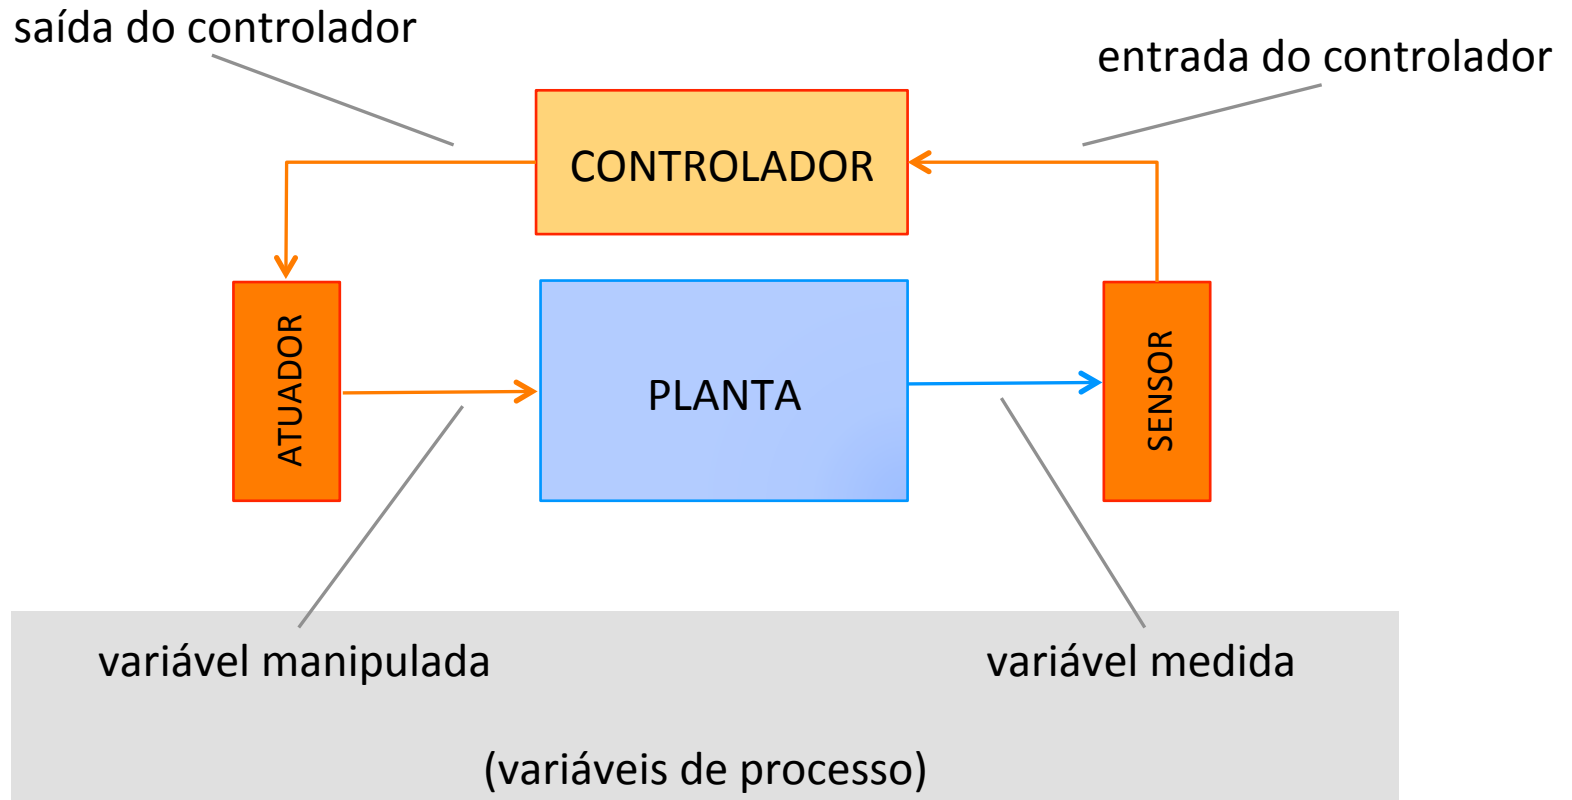 saída do controlador
entrada do controlador
CONTROLADOR
ATUADOR
PLANTA
SENSOR
variável manipulada
variável medida
(variáveis de processo)